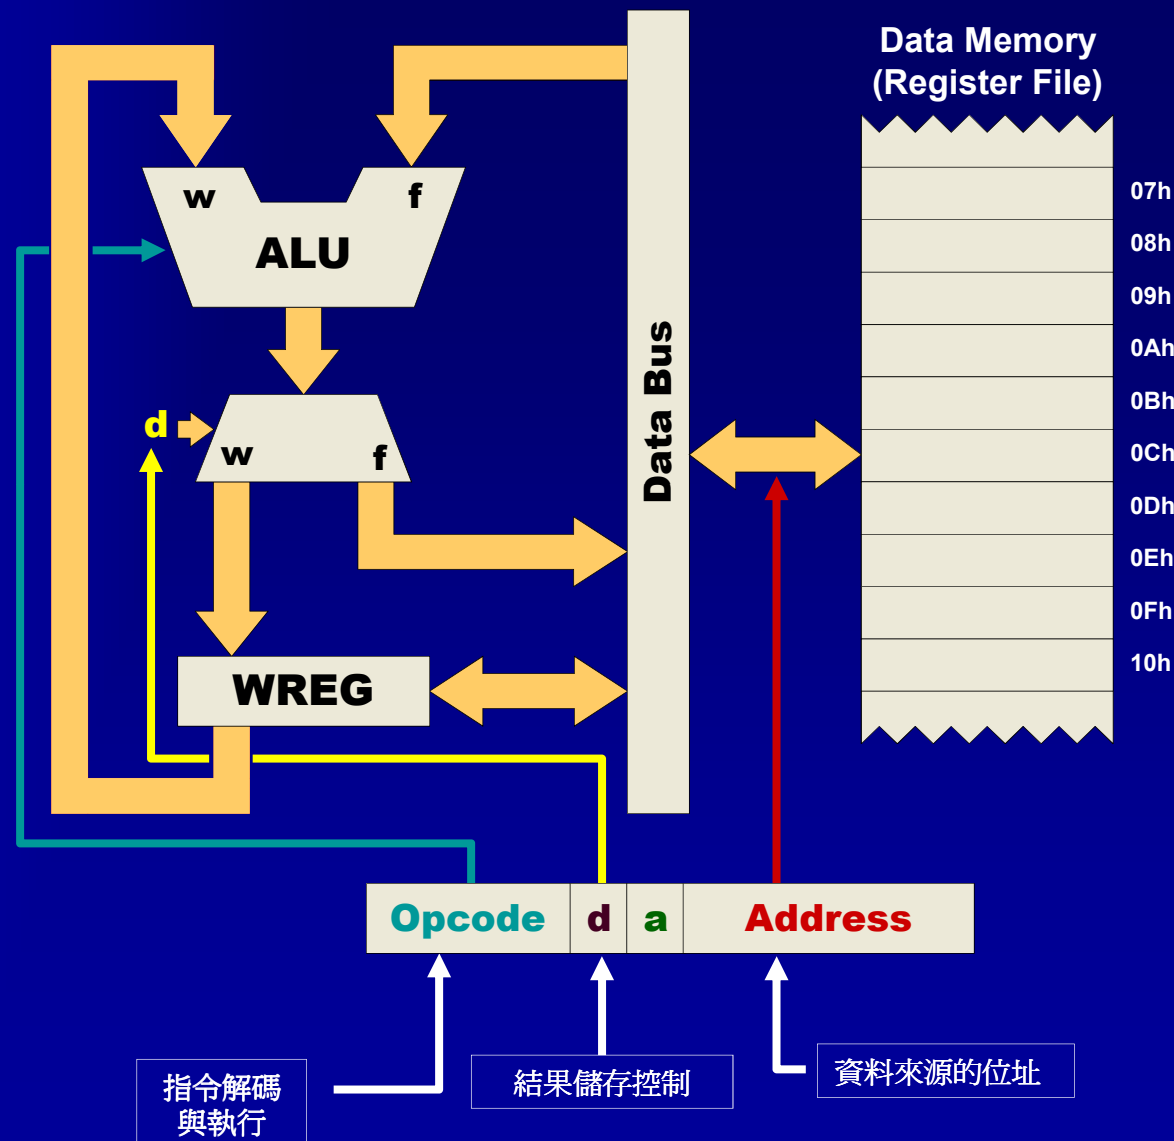 Data Memory
(Register File)
w
f
ALU
07h
08h
09h
0Ah
0Bh
0Ch
0Dh
0Eh
0Fh
10h
d
w
f
Data Bus
WREG
Opcode
d
a
Address
指令解碼
與執行
結果儲存控制
資料來源的位址